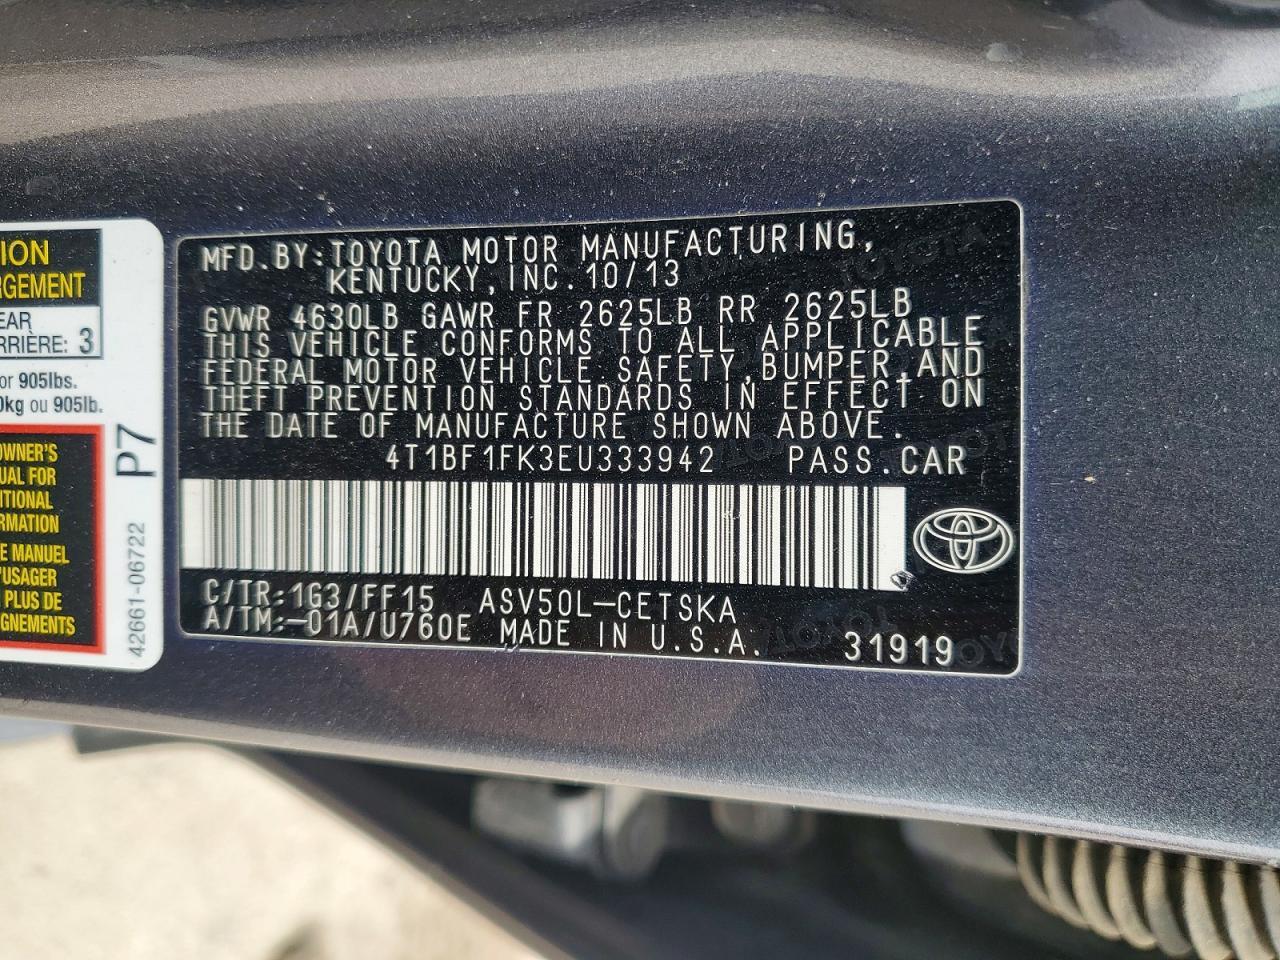 ION
RGEMENT
EAR
RRIÈRE: 3
or 905lbs.
0kg ou 905lb.
OWNER'S
UAL FOR
ITIONAL
RMATION
E MANUEL
'USAGER
PLUS DE
IGNEMENTS
P7
42661-06722
MFD.BY:TOYOTA MOTOR MANUFACTURING,
KENTUCKY,INC.10/13
GVWR 4630LB GAWR FR 2625LB RR 2625LB
THIS VEHICLE CONFORMS TO ALL APPLICABLE
FEDERAL MOTOR VEHICLE SAFETY,BUMPER,AND
THEFT PREVENTION STANDARDS IN EFFECT ON
THE DATE OF MANUFACTURE SHOWN ABOVE.
4T1BF1FK3EU333942 PASS.CAR
C/TR:1G3/FF15 ASV50L-CETSKA
A/TM:-01A/U760E MADE IN U.S.A. 31919